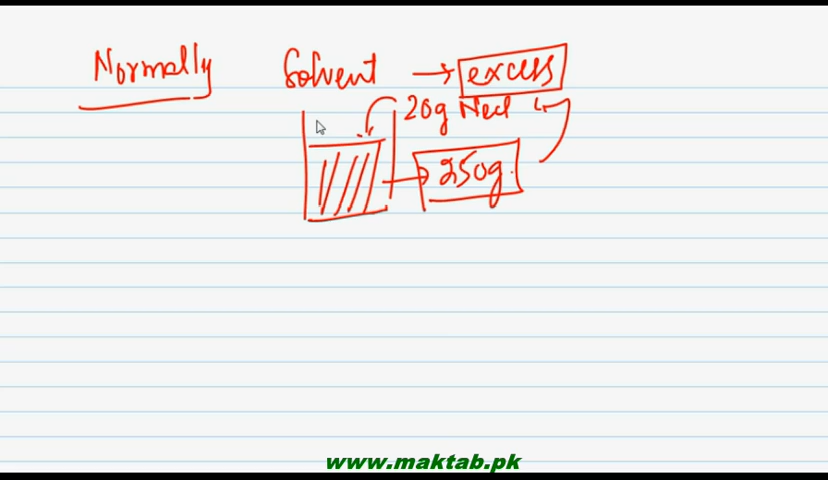 Normally Solvent → excess
20g Nacl
250g.
www.maktab.pk